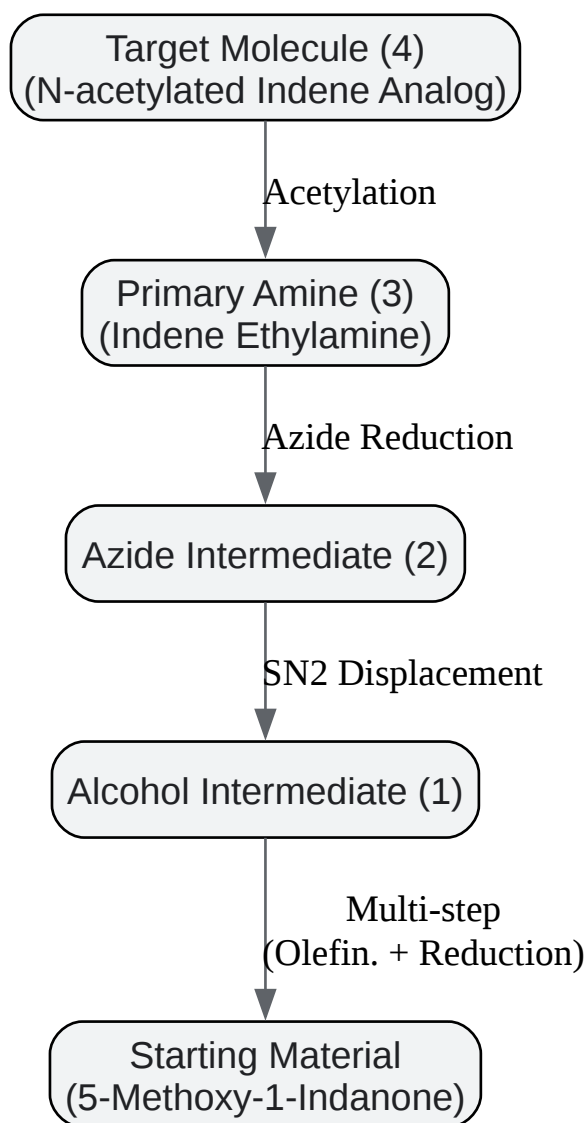 Target Molecule (4)
(N-acetylated Indene Analog)
Acetylation
Primary Amine (3)
(Indene Ethylamine)
Azide Reduction
Azide Intermediate (2)
SN2 Displacement
Alcohol Intermediate (1)
Multi-step
(Olefin. + Reduction)
Starting Material
(5-Methoxy-1-Indanone)